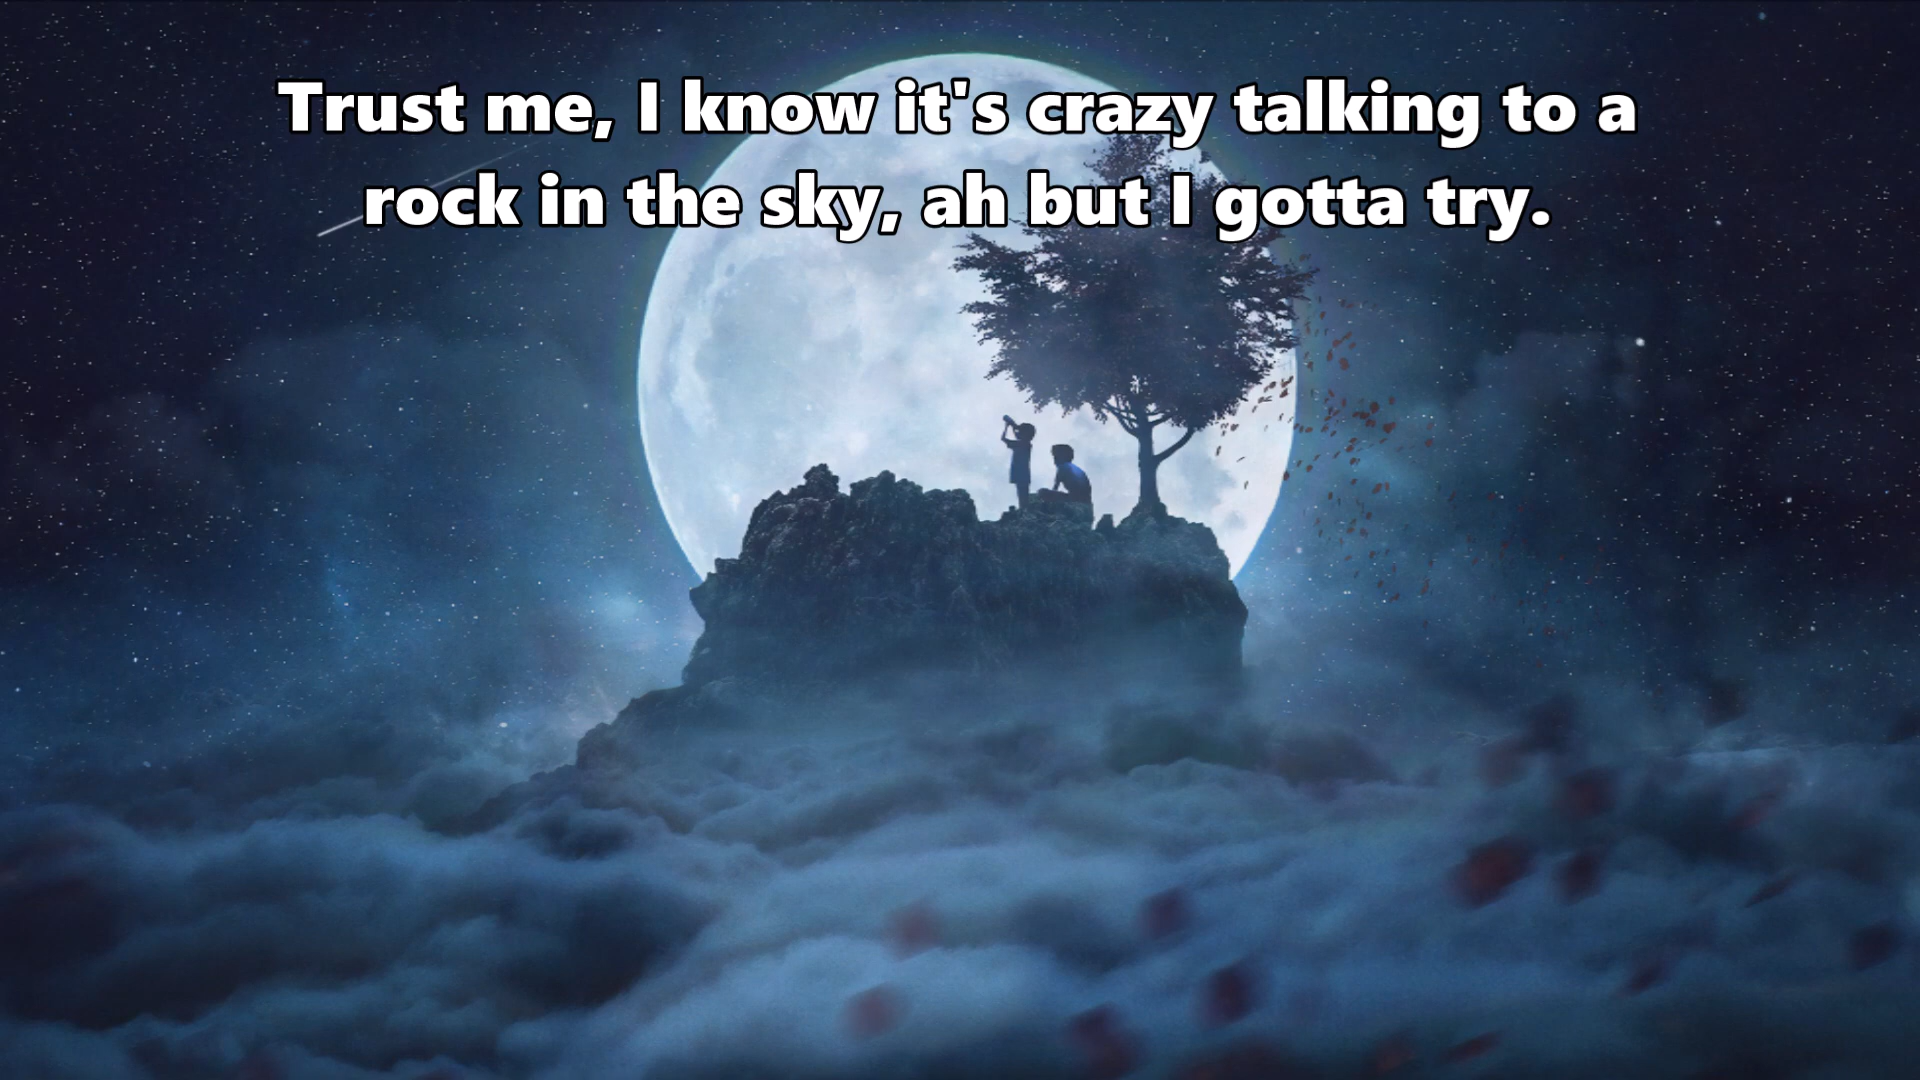 Trust me, I know it's crazy talking to a
rock in the sky, ah but I gotta try.